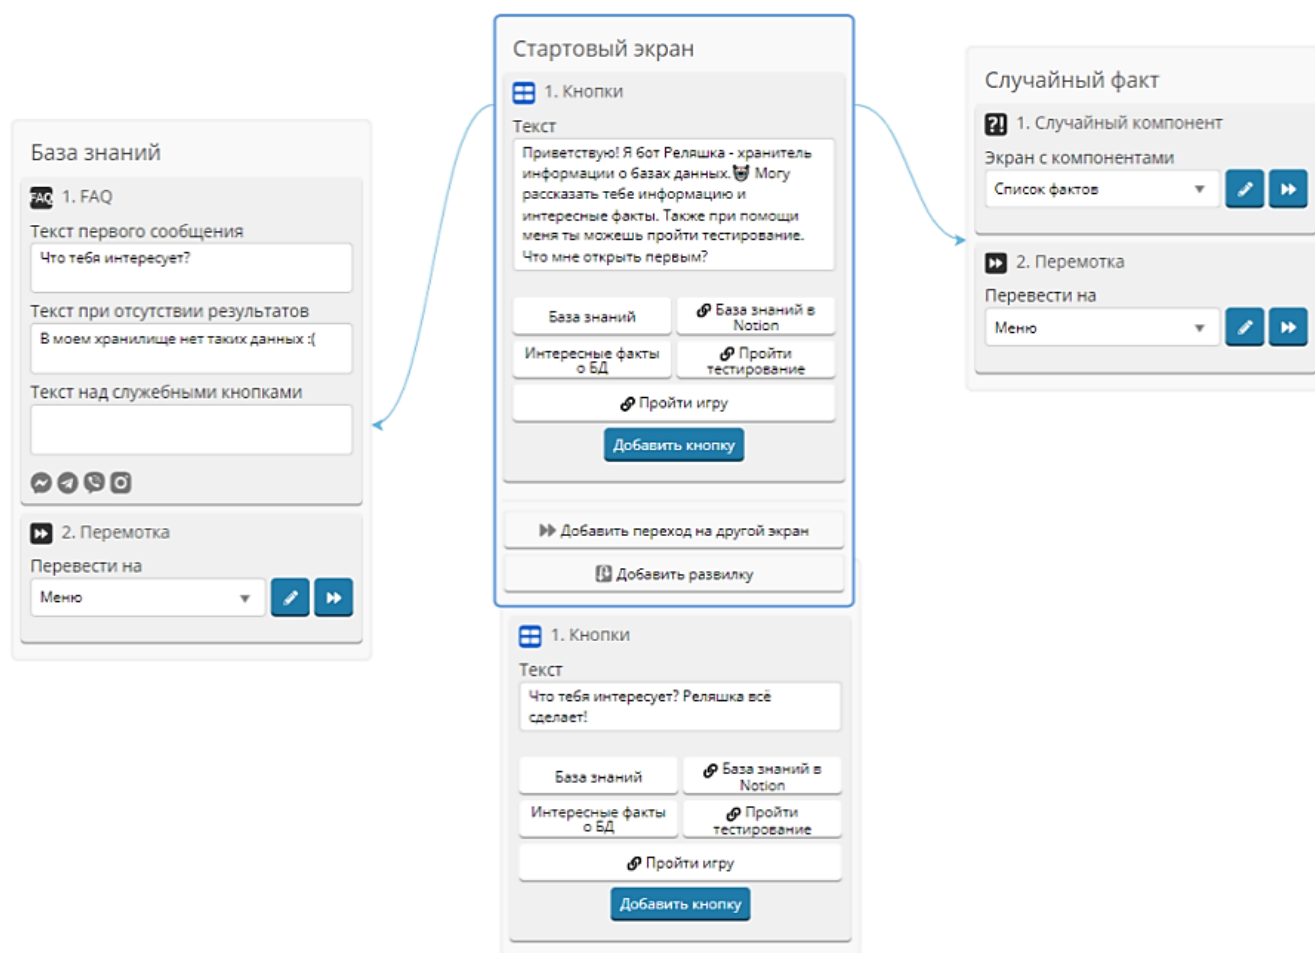 База знаний
FAQ 1. FAQ
Текст первого сообщения
Что тебя интересует?
Текст при отсутствии результатов
В моем хранилище нет таких данных :(
Текст над служебными кнопками
2. Перемотка
Перевести на
Меню
Стартовый экран
1. Кнопки
Текст
Приветствую! Я бот Реляшка - хранитель
информации о базах данных. Могу
рассказать тебе информацию и
интересные факты. Также при помощи
меня ты можешь пройти тестирование.
Что мне открыть первым?
База знаний
База знаний в
Notion
Интересные факты
о БД
Пройти
тестирование
Пройти игру
Добавить кнопку
Добавить переход на другой экран
Добавить развилку
1. Кнопки
Текст
Что тебя интересует? Реляшка всё
сделает!
База знаний
База знаний в
Notion
Интересные факты
о БД
Пройти
тестирование
Пройти игру
Добавить кнопку
Случайный факт
?! 1. Случайный компонент
Экран с компонентами
Список фактов
2. Перемотка
Перевести на
Меню